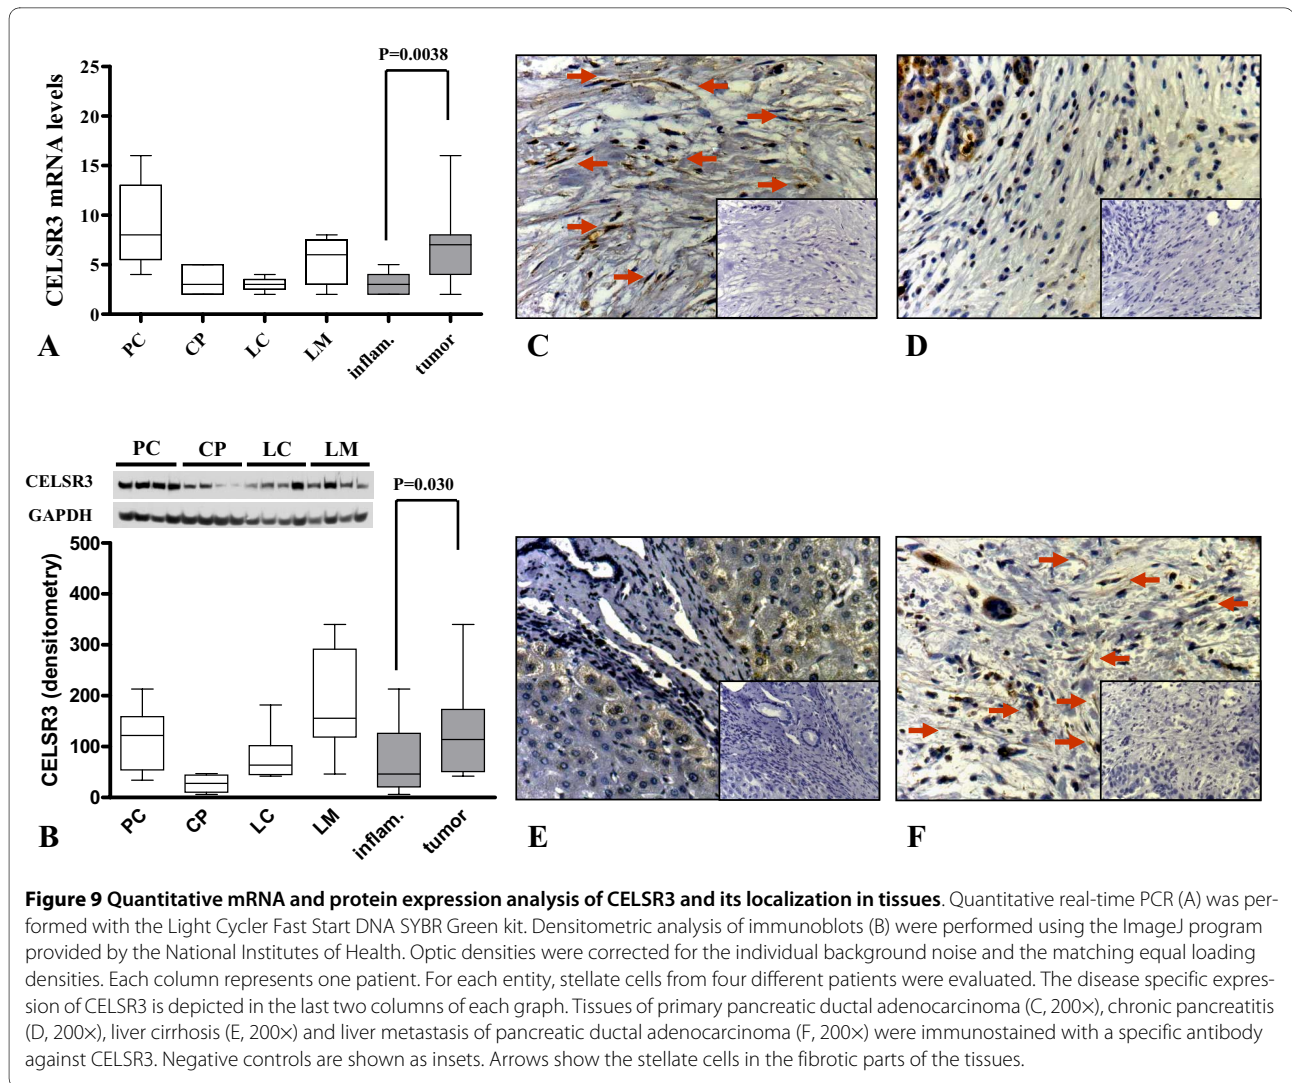 P=0.0038
CELSR3 mRNA levels
25
20
15
10
5
0
PC
CP
LC
LM
inflam.
tumor
A
C
D
PC CP LC LM
CELSR3
GAPDH
P=0.030
CELSR3 (densitometry)
500
400
300
200
100
0
PC
CP
LC
LM
inflam.
tumor
B
E
F
Figure 9 Quantitative mRNA and protein expression analysis of CELSR3 and its localization in tissues. Quantitative real-time PCR (A) was per-
formed with the Light Cycler Fast Start DNA SYBR Green kit. Densitometric analysis of immunoblots (B) were performed using the ImageJ program
provided by the National Institutes of Health. Optic densities were corrected for the individual background noise and the matching equal loading
densities. Each column represents one patient. For each entity, stellate cells from four different patients were evaluated. The disease specific expres-
sion of CELSR3 is depicted in the last two columns of each graph. Tissues of primary pancreatic ductal adenocarcinoma (C, 200×), chronic pancreatitis
(D, 200×), liver cirrhosis (E, 200×) and liver metastasis of pancreatic ductal adenocarcinoma (F, 200×) were immunostained with a specific antibody
against CELSR3. Negative controls are shown as insets. Arrows show the stellate cells in the fibrotic parts of the tissues.